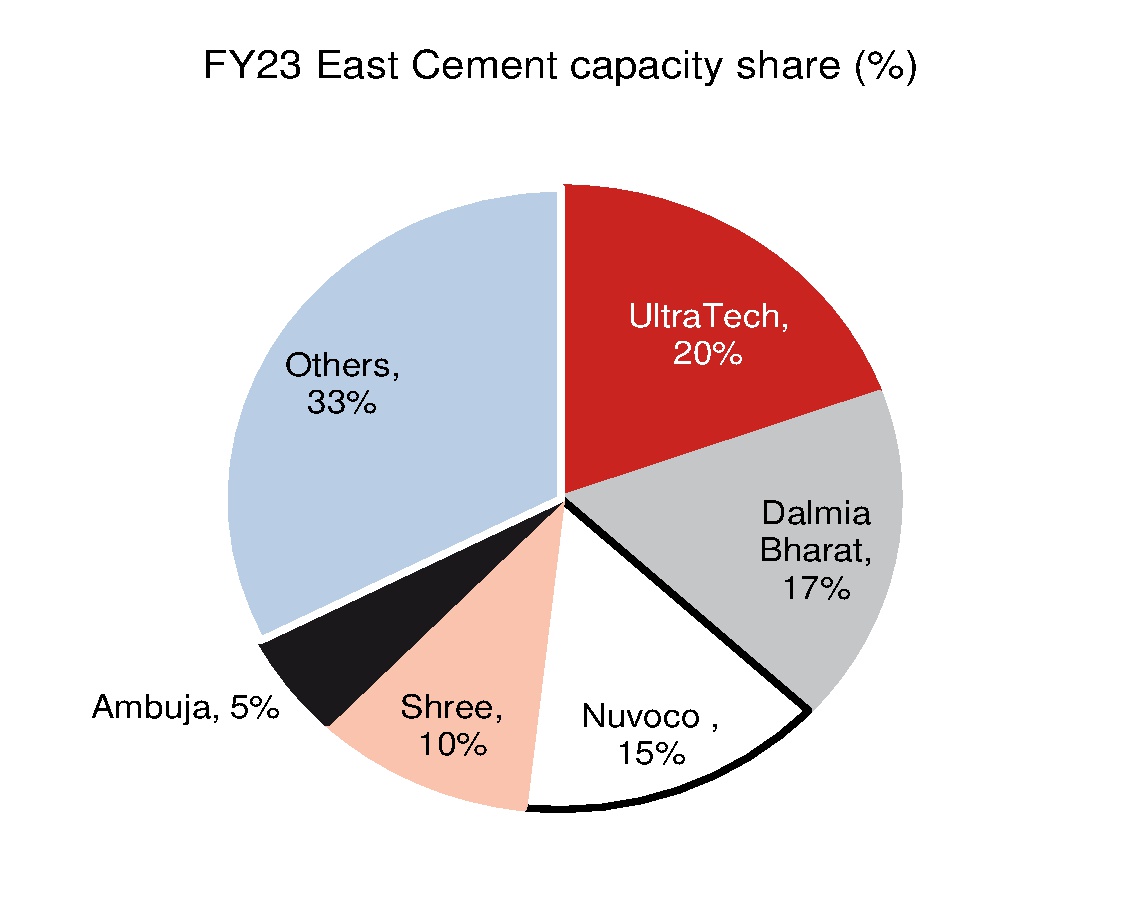 FY23 East Cement capacity share (%)
UltraTech,
20%
Others,
33%
Dalmia
Bharat,
17%
Ambuja, 5%
Shree,
10%
Nuvoco ,
15%